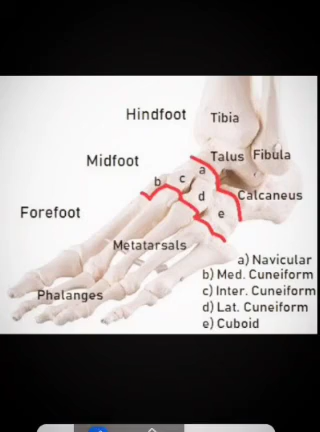 Hindfoot
Tibia
Midfoot
Talus
Fibula
a
c
b
d
Calcaneus
e
Forefoot
Metatarsals
Phalanges
a) Navicular
b) Med. Cuneiform
c) Inter. Cuneiform
d) Lat. Cuneiform
e) Cuboid